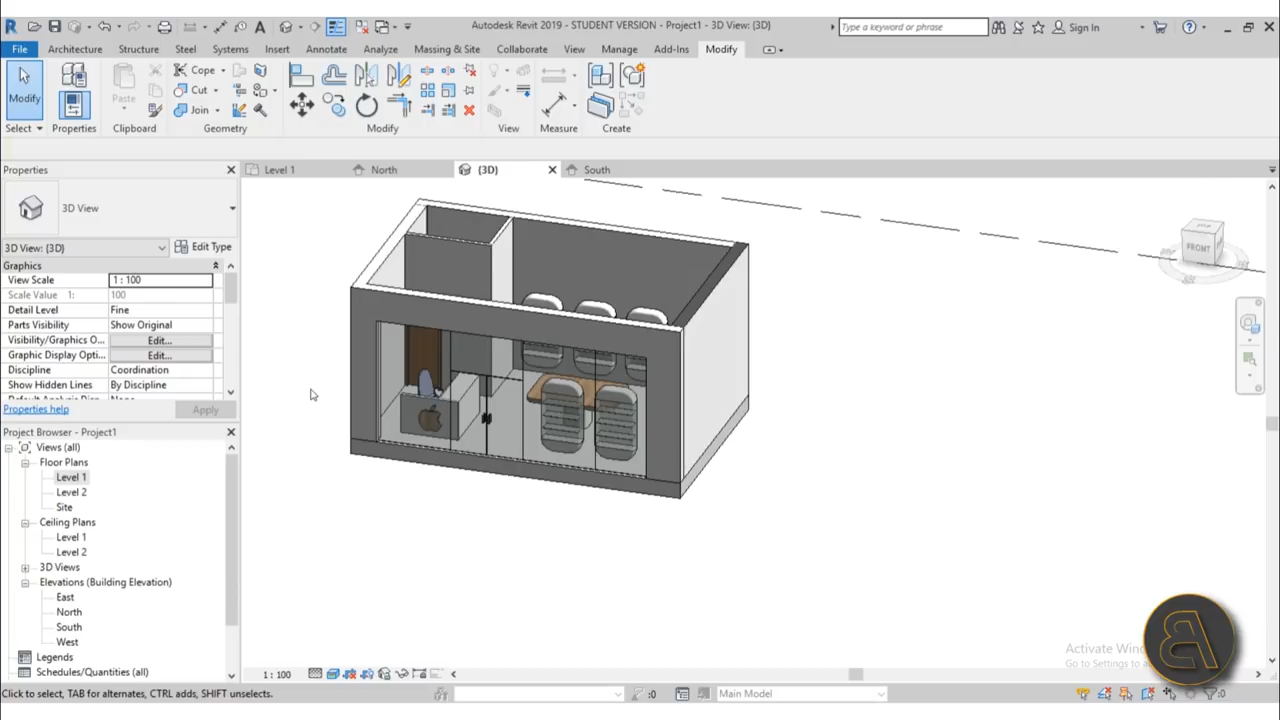 Autodesk Revit 2019 - STUDENT VERSION - Project1 - 3D View: {3D}
Type a keyword or phrase
Sign In
File Architecture Structure Steel Systems Insert Annotate Analyze Massing & Site Collaborate View Manage Add-Ins Modify
Modify
Paste
Cope
Cut
Join
Select Properties Clipboard Geometry Modify View Measure Create
Properties
Level 1 North {3D} South
3D View
3D View: {3D} Edit Type
Graphics
View Scale 1 : 100
Scale Value 1: 100
Detail Level Fine
Parts Visibility Show Original
Visibility/Graphics O... Edit...
Graphic Display Opti... Edit...
Discipline Coordination
Show Hidden Lines By Discipline
Properties help Apply
Project Browser - Project1
Views (all)
Floor Plans
Level 1
Level 2
Site
Ceiling Plans
Level 1
Level 2
3D Views
Elevations (Building Elevation)
East
North
South
West
Legends
Schedules/Quantities (all)
FRONT
Activate Win
Go to Settings to a
1 : 100
Click to select, TAB for alternates, CTRL adds, SHIFT unselects.
:0
Main Model
:0